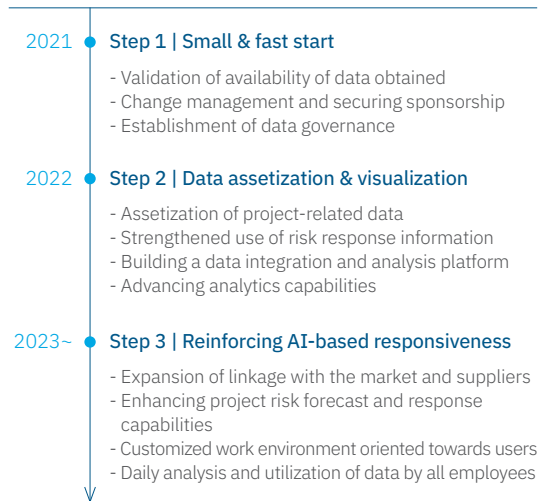 2021 Step 1 | Small & fast start
- Validation of availability of data obtained
- Change management and securing sponsorship
- Establishment of data governance
2022 Step 2 | Data assetization & visualization
- Assetization of project-related data
- Strengthened use of risk response information
- Building a data integration and analysis platform
- Advancing analytics capabilities
2023~ Step 3 | Reinforcing AI-based responsiveness
- Expansion of linkage with the market and suppliers
- Enhancing project risk forecast and response
capabilities
- Customized work environment oriented towards users
- Daily analysis and utilization of data by all employees